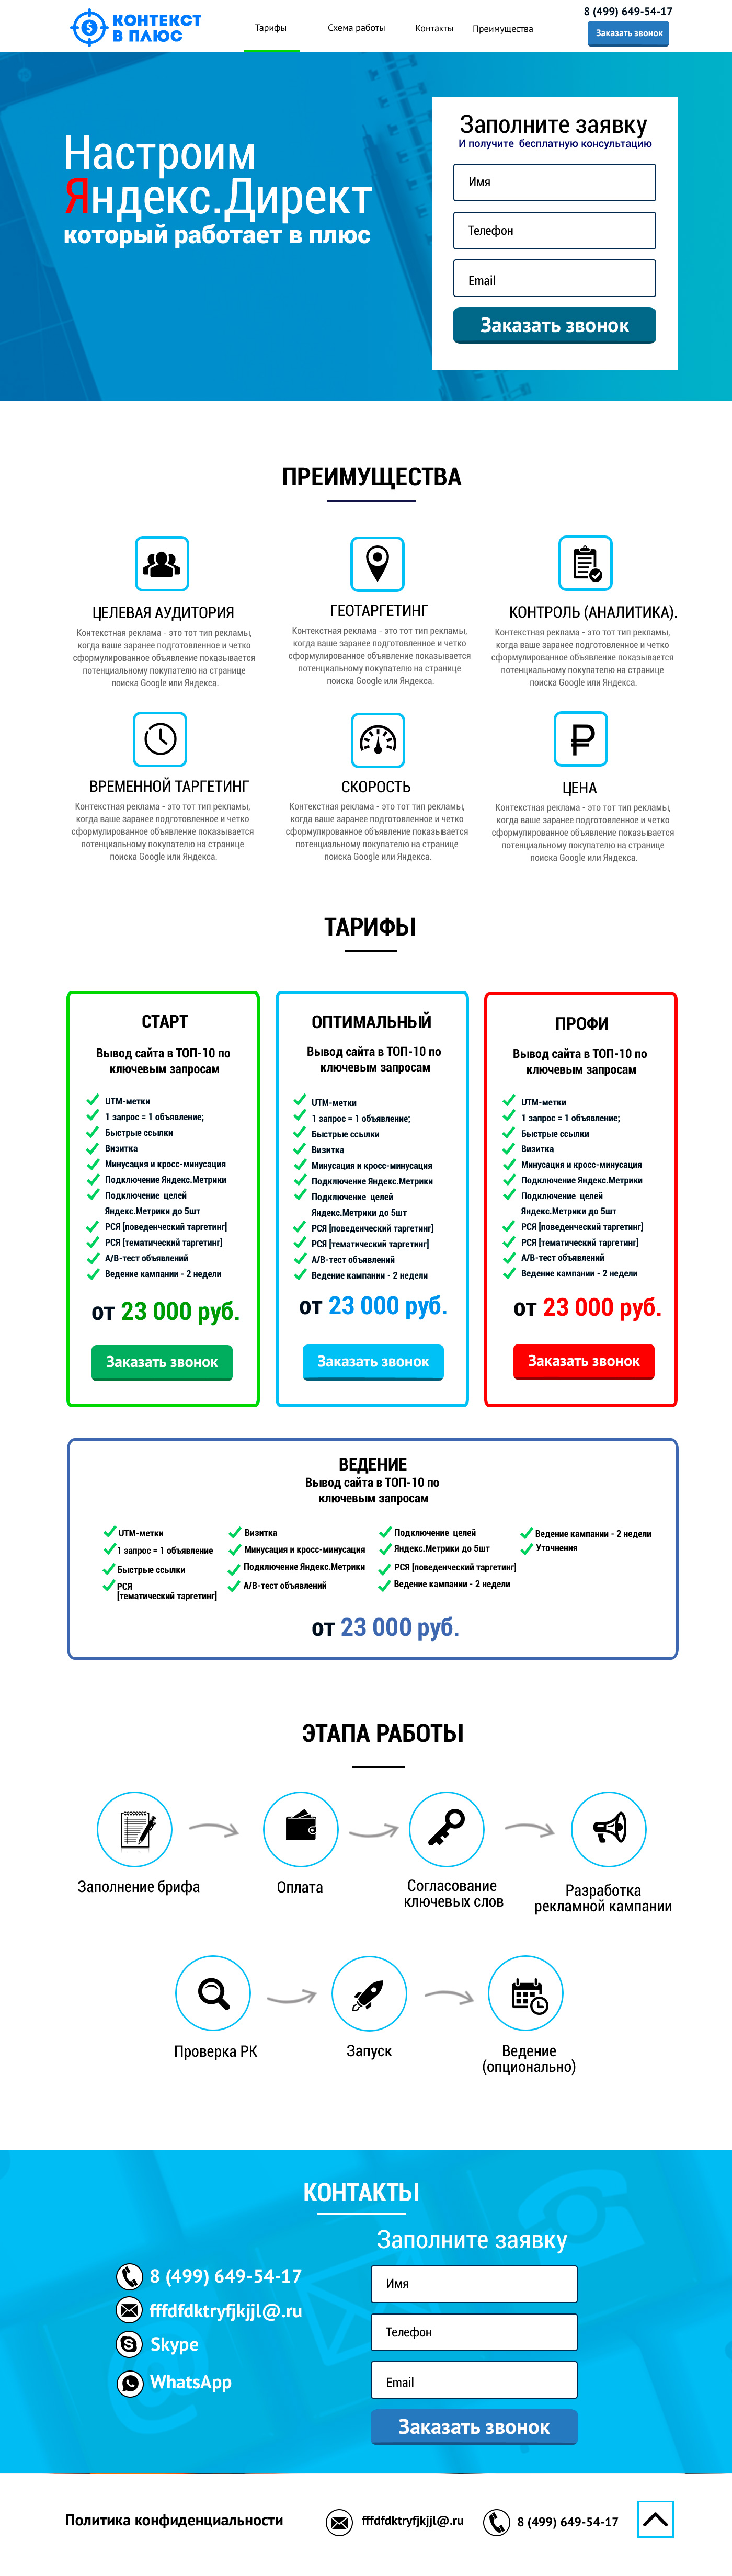 КОНТЕКСТ
В ПЛЮС
Тарифы
Схема работы
Контакты
Преимущества
8 (499) 649-54-17
Заказать звонок
Настроим
Яндекс.Директ
который работает в плюс
Заполните заявку
И получите бесплатную консультацию
Имя
Телефон
Email
Заказать звонок
ПРЕИМУЩЕСТВА
ЦЕЛЕВАЯ АУДИТОРИЯ
Контекстная реклама - это тот тип рекламы,
когда ваше заранее подготовленное и четко
сформулированное объявление показывается
потенциальному покупателю на странице
поиска Google или Яндекса.
ГЕОТАРГЕТИНГ
Контекстная реклама - это тот тип рекламы,
когда ваше заранее подготовленное и четко
сформулированное объявление показывается
потенциальному покупателю на странице
поиска Google или Яндекса.
КОНТРОЛЬ (АНАЛИТИКА).
Контекстная реклама - это тот тип рекламы,
когда ваше заранее подготовленное и четко
сформулированное объявление показывается
потенциальному покупателю на странице
поиска Google или Яндекса.
ВРЕМЕННОЙ ТАРГЕТИНГ
Контекстная реклама - это тот тип рекламы,
когда ваше заранее подготовленное и четко
сформулированное объявление показывается
потенциальному покупателю на странице
поиска Google или Яндекса.
СКОРОСТЬ
Контекстная реклама - это тот тип рекламы,
когда ваше заранее подготовленное и четко
сформулированное объявление показывается
потенциальному покупателю на странице
поиска Google или Яндекса.
ЦЕНА
Контекстная реклама - это тот тип рекламы,
когда ваше заранее подготовленное и четко
сформулированное объявление показывается
потенциальному покупателю на странице
поиска Google или Яндекса.
ТАРИФЫ
СТАРТ
Вывод сайта в ТОП-10 по
ключевым запросам
UTM-метки
1 запрос = 1 объявление;
Быстрые ссылки
Визитка
Минусация и кросс-минусация
Подключение Яндекс.Метрики
Подключение целей
Яндекс.Метрики до 5шт
РСЯ [поведенческий таргетинг]
РСЯ [тематический таргетинг]
А/В-тест объявлений
Ведение кампании - 2 недели
от 23 000 руб.
Заказать звонок
ОПТИМАЛЬНЫЙ
Вывод сайта в ТОП-10 по
ключевым запросам
UTM-метки
1 запрос = 1 объявление;
Быстрые ссылки
Визитка
Минусация и кросс-минусация
Подключение Яндекс.Метрики
Подключение целей
Яндекс.Метрики до 5шт
РСЯ [поведенческий таргетинг]
РСЯ [тематический таргетинг]
А/В-тест объявлений
Ведение кампании - 2 недели
от 23 000 руб.
Заказать звонок
ПРОФИ
Вывод сайта в ТОП-10 по
ключевым запросам
UTM-метки
1 запрос = 1 объявление;
Быстрые ссылки
Визитка
Минусация и кросс-минусация
Подключение Яндекс.Метрики
Подключение целей
Яндекс.Метрики до 5шт
РСЯ [поведенческий таргетинг]
РСЯ [тематический таргетинг]
А/В-тест объявлений
Ведение кампании - 2 недели
от 23 000 руб.
Заказать звонок
ВЕДЕНИЕ
Вывод сайта в ТОП-10 по
ключевым запросам
UTM-метки
1 запрос = 1 объявление
Быстрые ссылки
РСЯ
[тематический таргетинг]
Визитка
Минусация и кросс-минусация
Подключение Яндекс.Метрики
А/В-тест объявлений
Подключение целей
Яндекс.Метрики до 5шт
РСЯ [поведенческий таргетинг]
Ведение кампании - 2 недели
Ведение кампании - 2 недели
Уточнения
от 23 000 руб.
ЭТАПА РАБОТЫ
Заполнение брифа
Оплата
Согласование
ключевых слов
Разработка
рекламной кампании
Проверка РК
Запуск
Ведение
(опционально)
КОНТАКТЫ
8 (499) 649-54-17
fffdfdktryfjkjjl@.ru
Skype
WhatsApp
Заполните заявку
Имя
Телефон
Email
Заказать звонок
Политика конфиденциальности
fffdfdktryfjkjjl@.ru
8 (499) 649-54-17